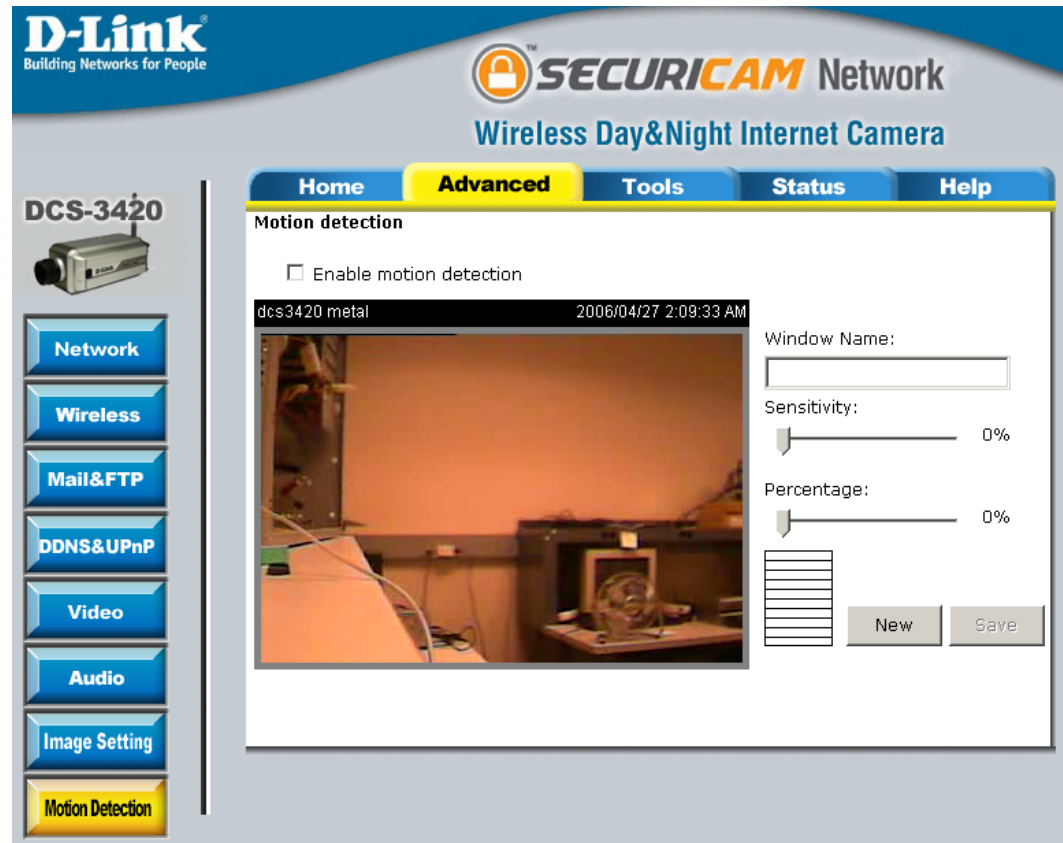 D-Link
Building Networks for People
SECURICAM Network
Wireless Day&Night Internet Camera
DCS-3420
Home Advanced Tools Status Help
Motion detection
Enable motion detection
dcs3420 metal 2006/04/27 2:09:33 AM
Window Name:
Sensitivity:
0%
Percentage:
0%
New Save
Network
Wireless
Mail&FTP
DDNS&UPnP
Video
Audio
Image Setting
Motion Detection